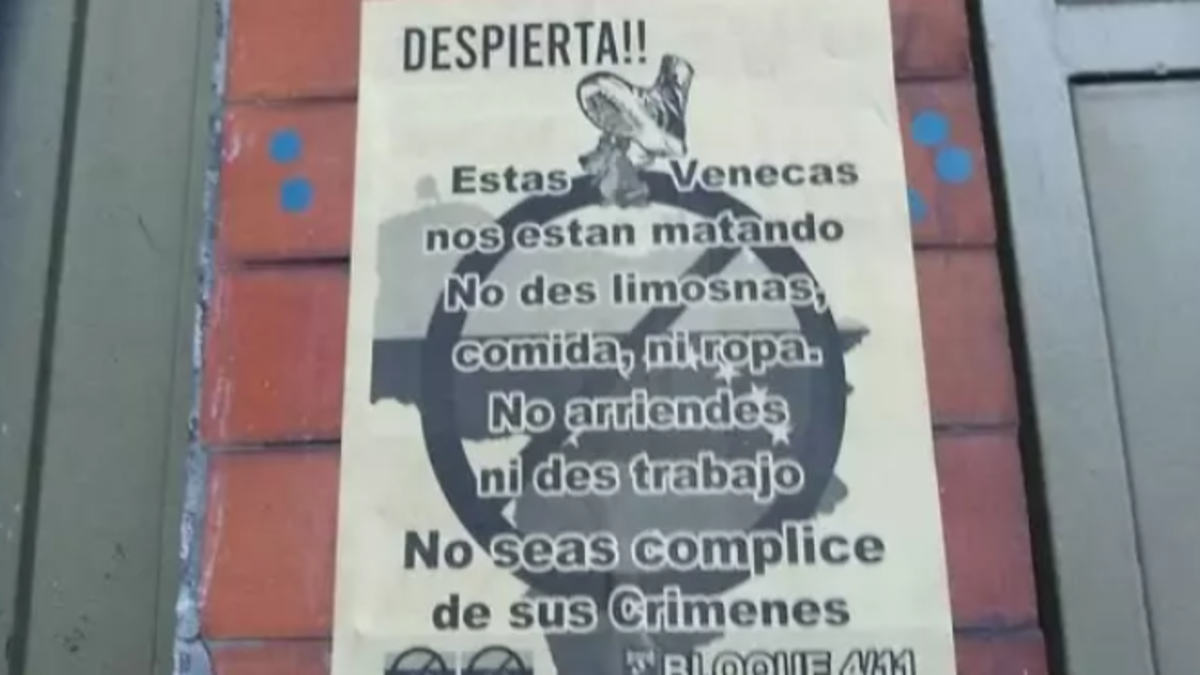 DESPIERTA!!
Estas Venecas
nos estan matando
No des limosnas,
comida, ni ropa.
No arriendes
ni des trabajo
No seas complice
de sus Crimenes
BLOQUE 4/11